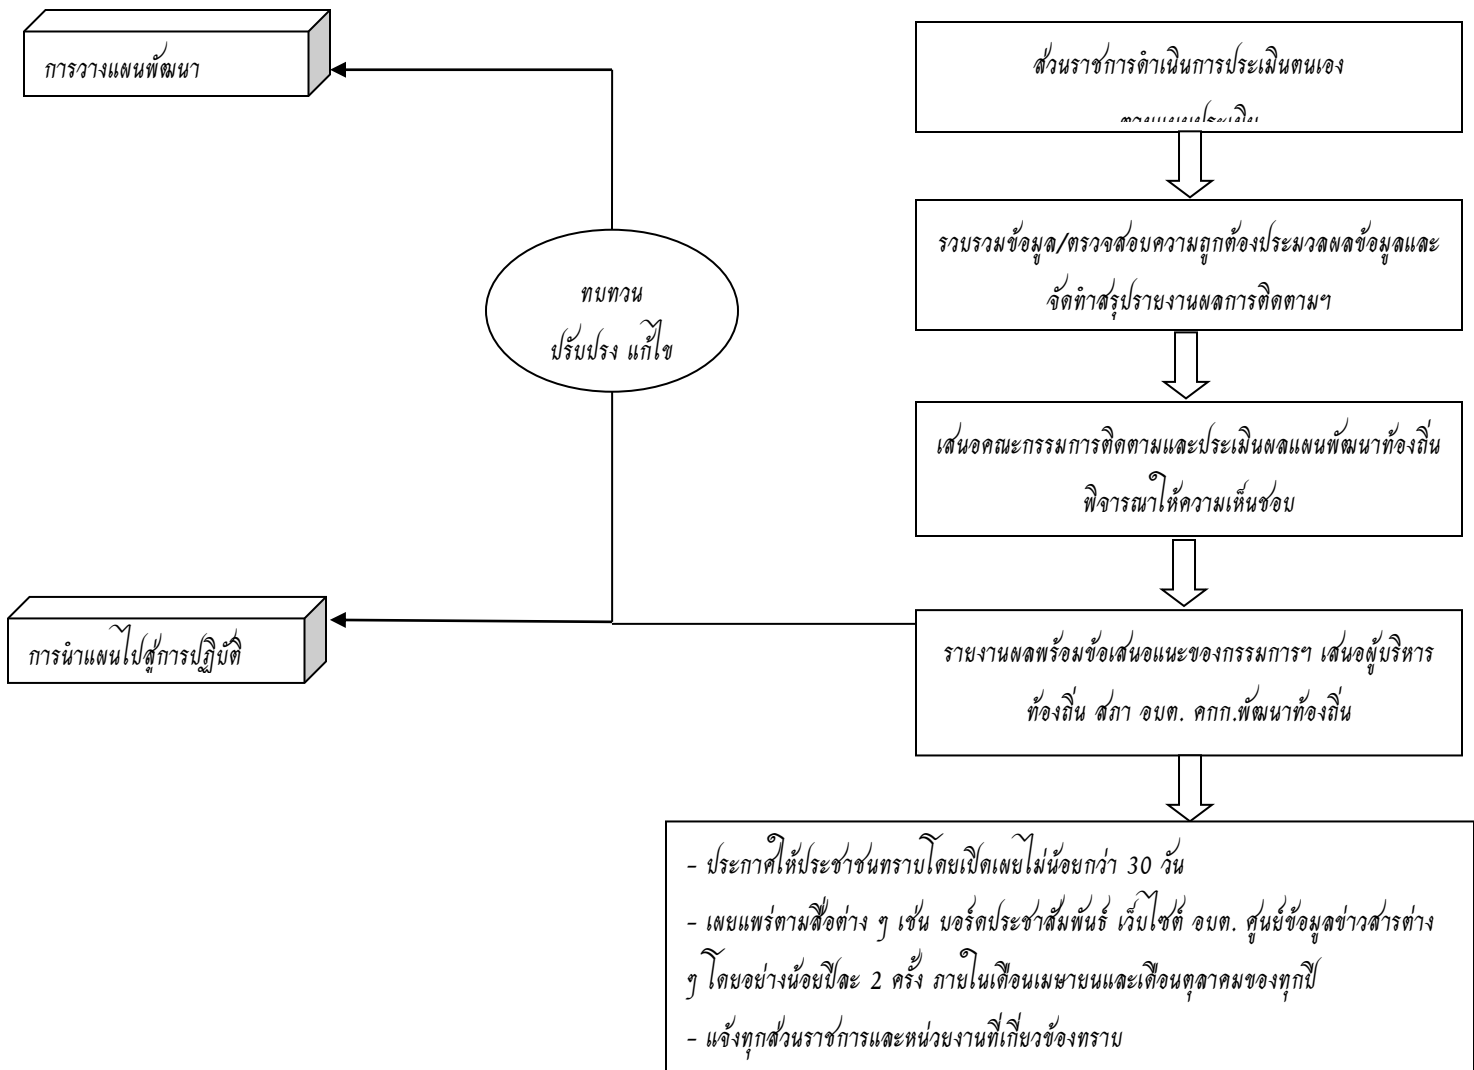 การวางแผนพัฒนา
ส่วนราชการดำเนินการประเมินตนเอง
ตามแบบประเมิน
รวบรวมข้อมูล/ตรวจสอบความถูกต้องประมวลผลข้อมูลและ
จัดทำสรุปรายงานผลการติดตามฯ
ทบทวน
ปรับปรุง แก้ไข
เสนอคณะกรรมการติดตามและประเมินผลแผนพัฒนาท้องถิ่น
พิจารณาให้ความเห็นชอบ
การนำแผนไปสู่การปฏิบัติ
รายงานผลพร้อมข้อเสนอแนะของกรรมการฯ เสนอผู้บริหาร
ท้องถิ่น สภา อบต. คกก.พัฒนาท้องถิ่น
- ประกาศให้ประชาชนทราบโดยเปิดเผยไม่น้อยกว่า 30 วัน
- เผยแพร่ตามสื่อต่าง ๆ เช่น บอร์ดประชาสัมพันธ์ เว็บไซต์ อบต. ศูนย์ข้อมูลข่าวสารต่าง
ๆ โดยอย่างน้อยปีละ 2 ครั้ง ภายในเดือนเมษายนและเดือนตุลาคมของทุกปี
- แจ้งทุกส่วนราชการและหน่วยงานที่เกี่ยวข้องทราบ